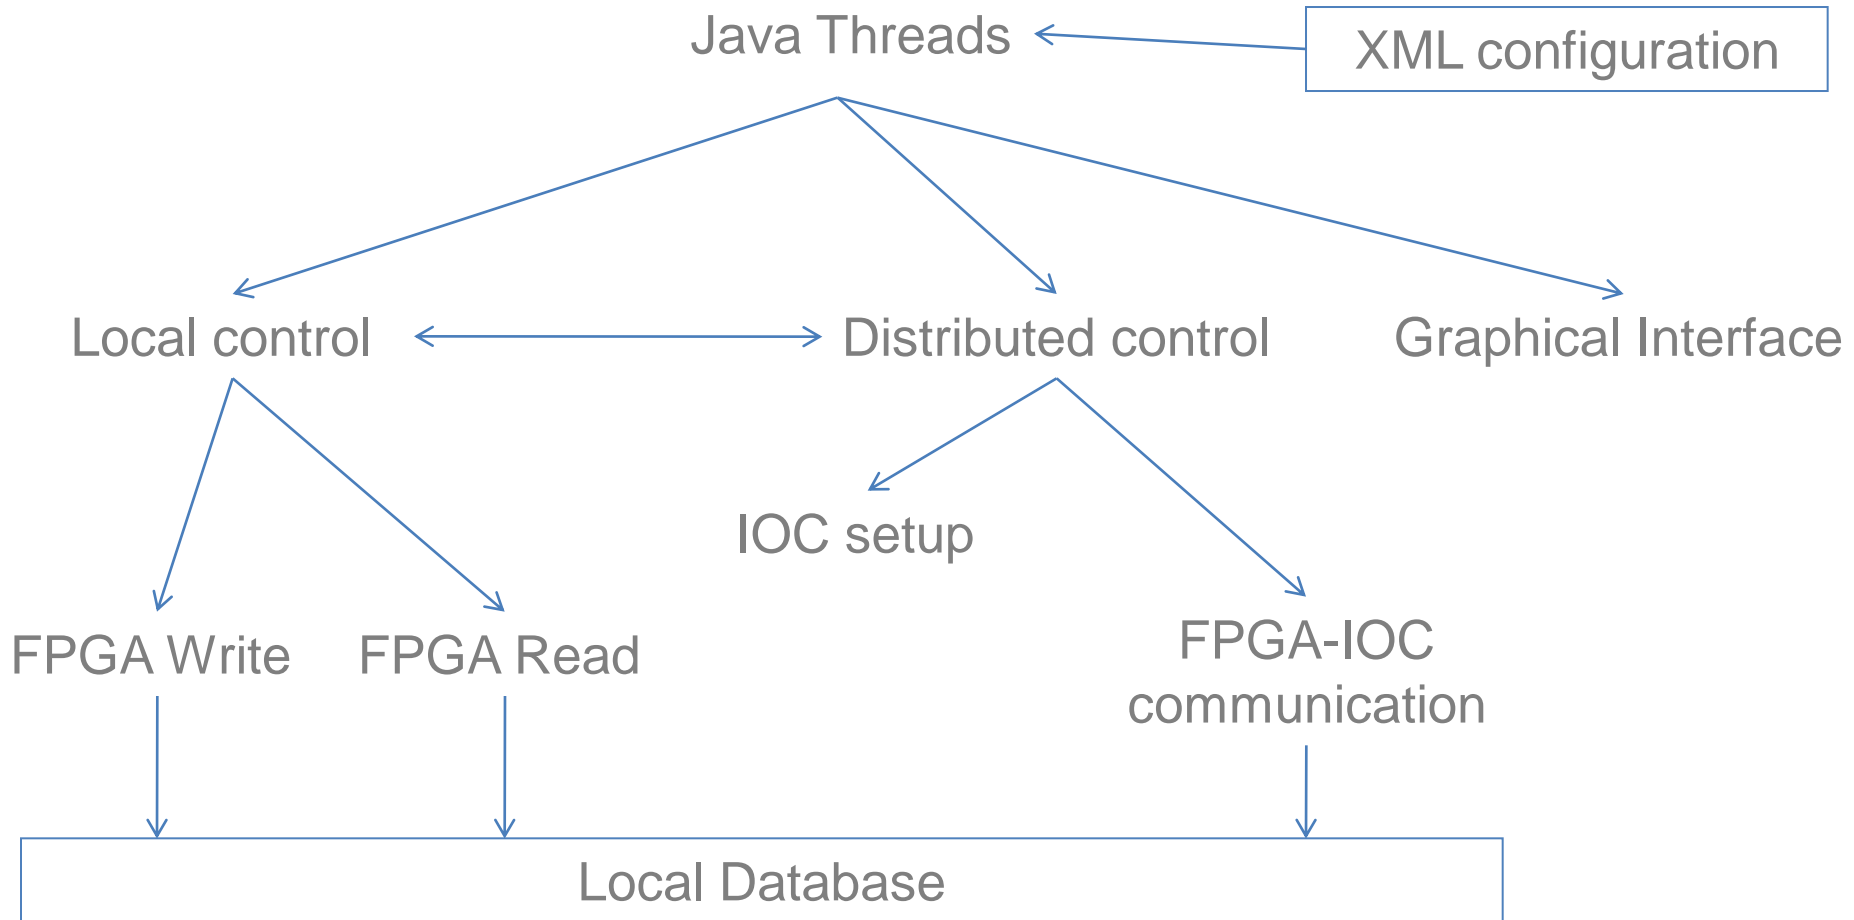 Java Threads
XML configuration
Local control
Distributed control
Graphical Interface
IOC setup
FPGA Write
FPGA Read
FPGA-IOC
communication
Local Database